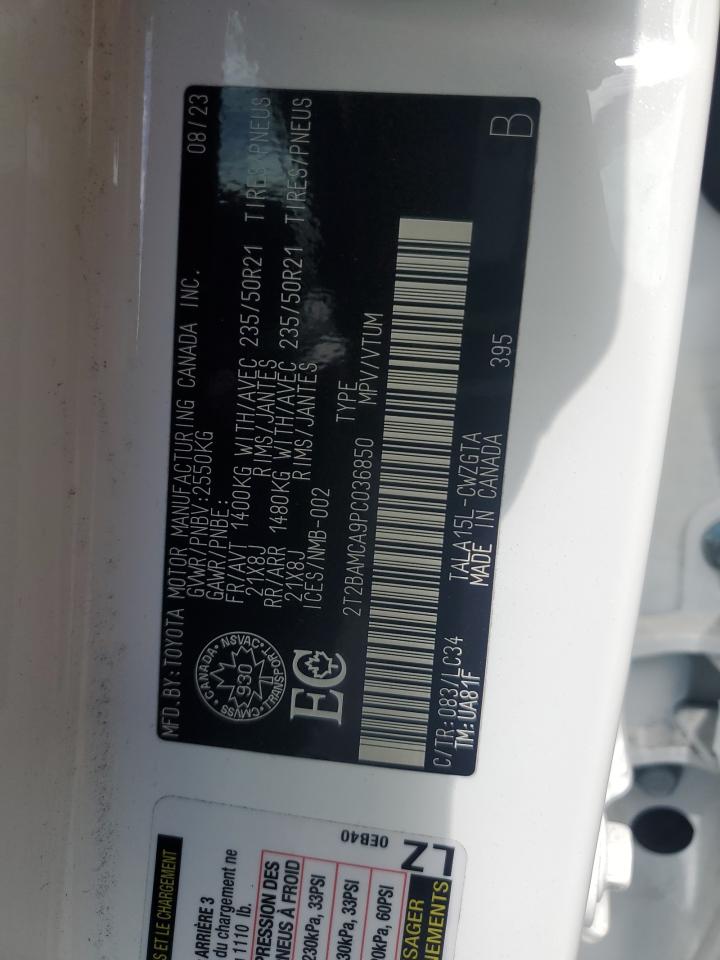 MFD.BY:TOYOTA MOTOR MANUFACTURING CANADA INC. 08/23
GVWR/PNBV:2550KG
GAWR/PNBE:
FR/AVT 1400KG WITH/AVEC 235/50R21 TIRES/PNEUS
21X8J RIMS/JANTES
RR/ARR 1480KG WITH/AVEC 235/50R21 TIRES/PNEUS
21X8J RIMS/JANTES
ICES/NMB-002
CANADA NSVAC
930
CMVSS TRANSPORT
EC
2T2BAMCA9PC036850 TYPE
MPV/VTUM
C/TR:083/LC34 TALA15L-CWZGTA 395 B
TM:UA81F MADE IN CANADA
S ET LE CHARGEMENT
ARRIÈRE 3
du chargement ne
1110 lb.
PRESSION DES
PNEUS À FROID
230kPa, 33PSI
30kPa, 33PSI
0kPa, 60PSI
0EB40